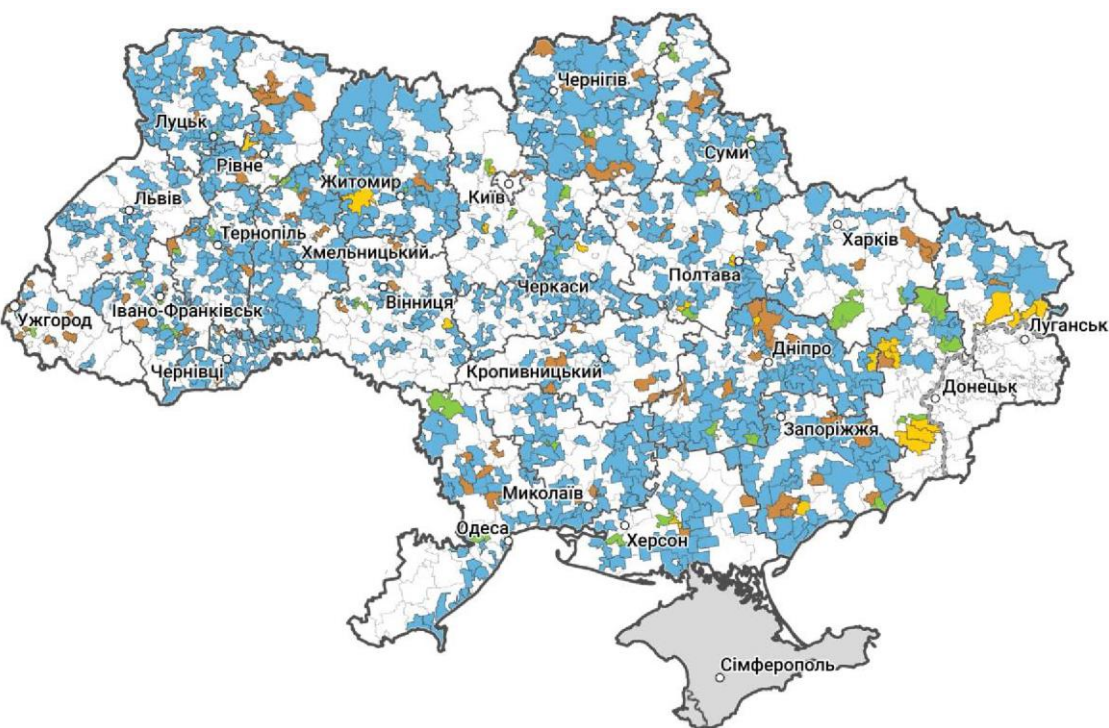 Чернігів
Луцьк
Суми
Рівне
Житомир
Київ
Львів
Тернопіль
Харків
Хмельницький
Полтава
Вінниця
Черкаси
Івано-Франківськ
Ужгород
Луганськ
Дніпро
Чернівці
Кропивницький
Донецьк
Запоріжжя
Миколаїв
Одеса
Херсон
Сімферополь